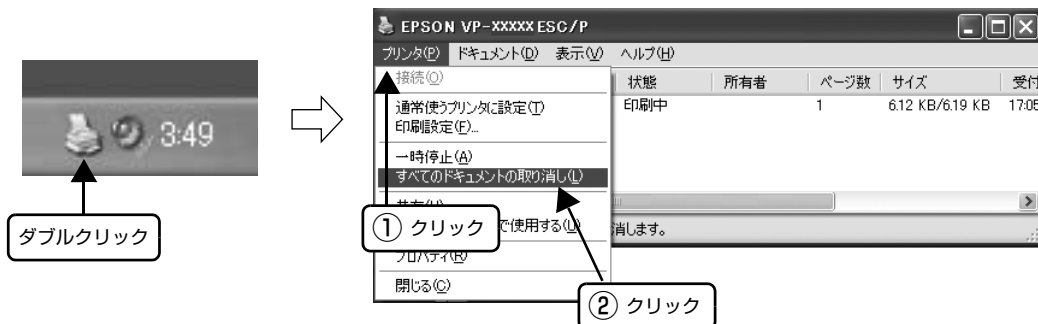 3:49
ダブルクリック
EPSON VP-XXXXX ESC/P
プリンタ(P) ドキュメント(D) 表示(V) ヘルプ(H)
接続(O)
状態 所有者 ページ数 サイズ 受付
通常使うプリンタに設定(T)
印刷中 1 6.12 KB/6.19 KB 17:05
印刷設定(F)...
一時停止(A)
すべてのドキュメントの取り消し(L)
① クリック
で使用する(U)
消します。
プロパティ(R)
閉じる(C)
② クリック